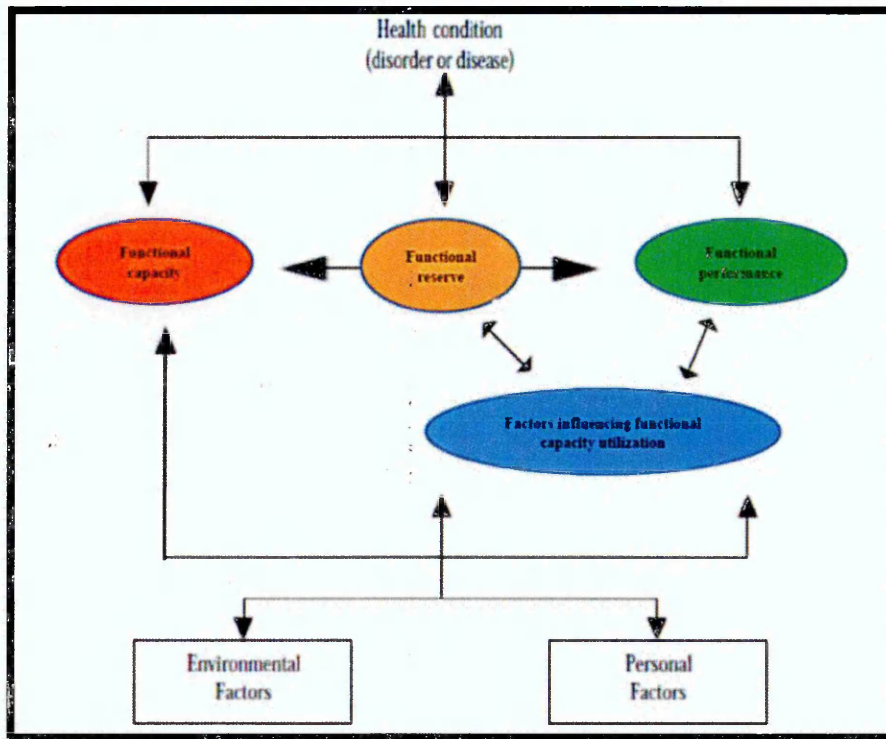 Health condition
(disorder or disease)
Functional
capacity
Functional
reserve
Functional
performance
Factors influencing functional
capacity utilization
Environmental
Factors
Personal
Factors